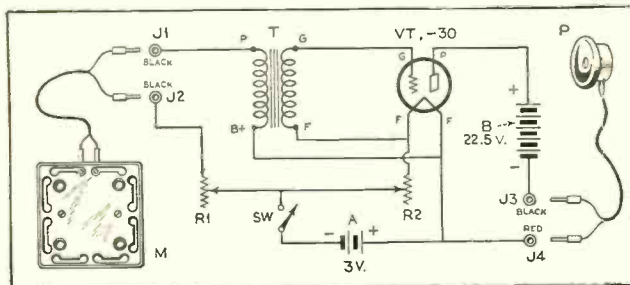 J1
BLACK
BLACK
J2
M
P
B+
T
G
F
R1
SW
A
3V.
VT, -30
G
P
F
F
R2
+
B
22.5 V.
-
J3
BLACK
RED
J4
P
-
+